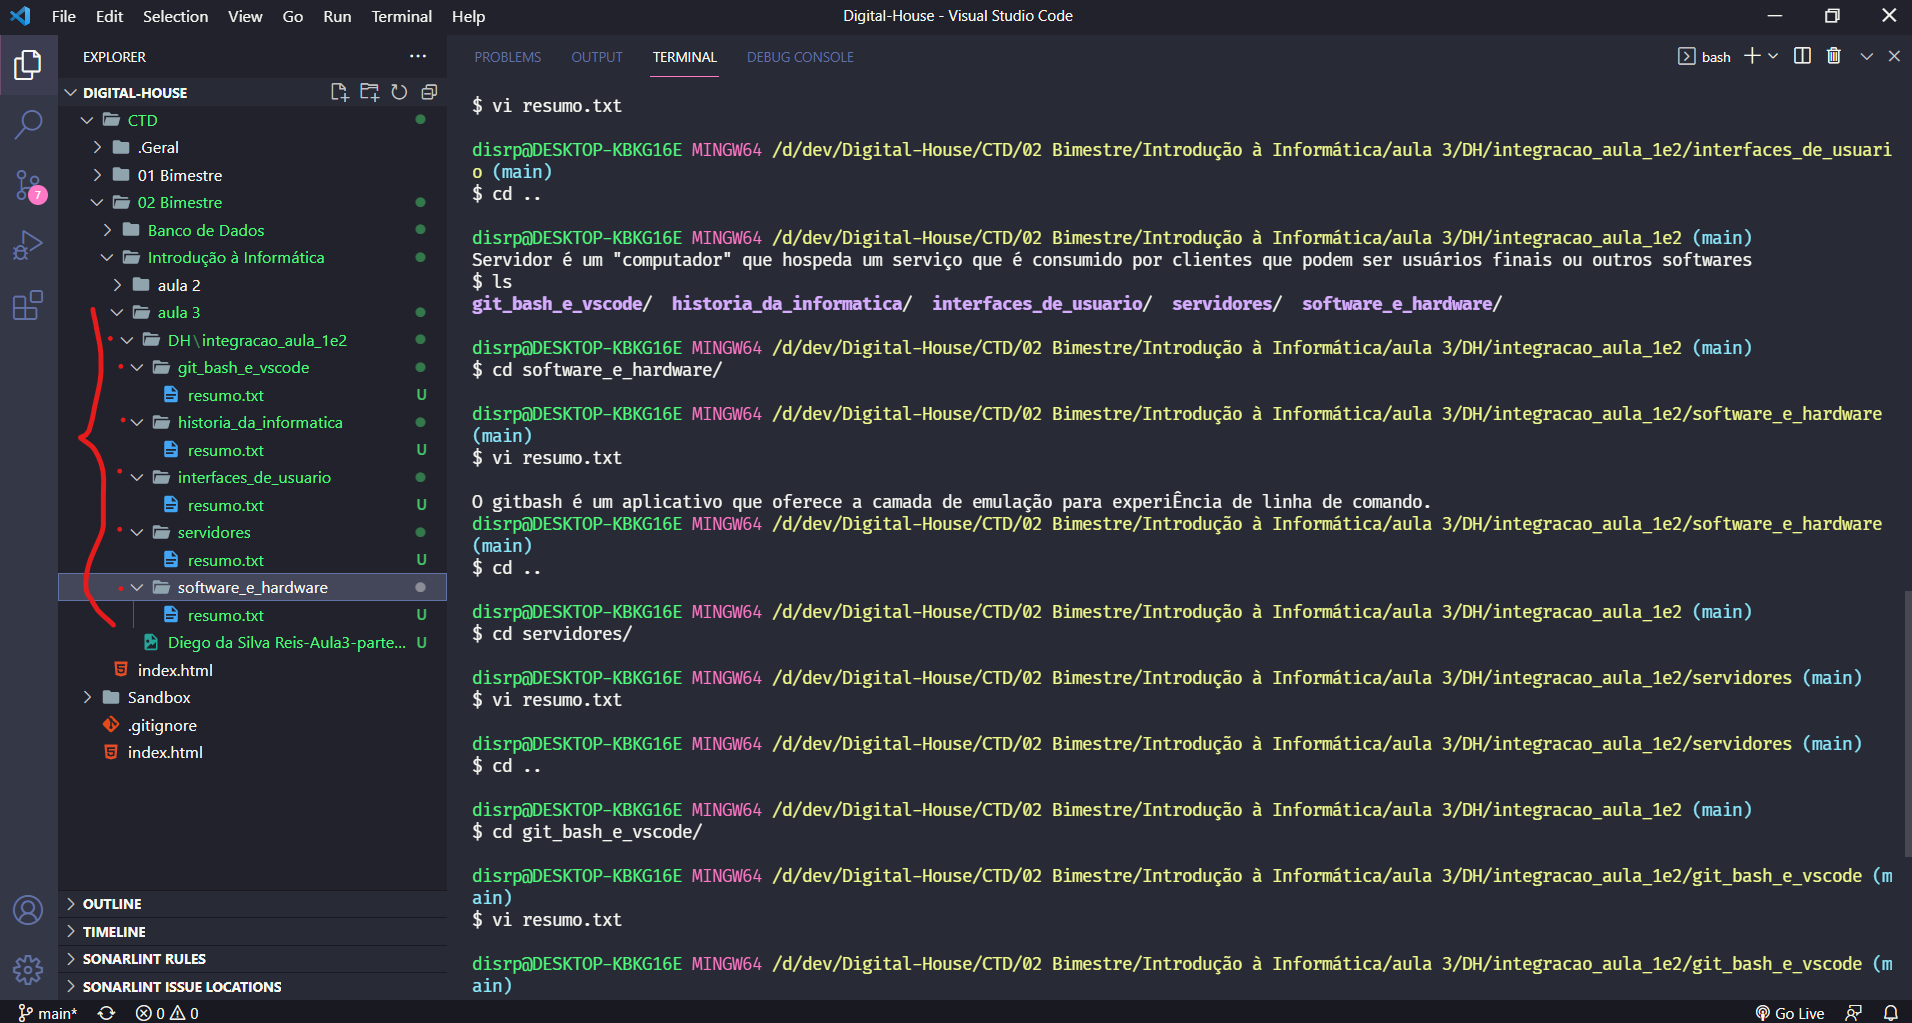 File Edit Selection View Go Run Terminal Help
Digital-House - Visual Studio Code
EXPLORER
DIGITAL-HOUSE
CTD
.Geral
01 Bimestre
02 Bimestre
Banco de Dados
Introdução à Informática
aula 2
aula 3
DH\integracao_aula_1e2
git_bash_e_vscode
resumo.txt U
historia_da_informatica
resumo.txt U
interfaces_de_usuario
resumo.txt U
servidores
resumo.txt U
software_e_hardware
resumo.txt U
Diego da Silva Reis-Aula3-parte... U
index.html
Sandbox
.gitignore
index.html
OUTLINE
TIMELINE
SONARLINT RULES
SONARLINT ISSUE LOCATIONS
7
PROBLEMS OUTPUT TERMINAL DEBUG CONSOLE
bash
$ vi resumo.txt
disrp@DESKTOP-KBKG16E MINGW64 /d/dev/Digital-House/CTD/02 Bimestre/Introdução à Informática/aula 3/DH/integracao_aula_1e2/interfaces_de_usuari
o (main)
$ cd ..
disrp@DESKTOP-KBKG16E MINGW64 /d/dev/Digital-House/CTD/02 Bimestre/Introdução à Informática/aula 3/DH/integracao_aula_1e2 (main)
Servidor é um "computador" que hospeda um serviço que é consumido por clientes que podem ser usuários finais ou outros softwares
$ ls
git_bash_e_vscode/ historia_da_informatica/ interfaces_de_usuario/ servidores/ software_e_hardware/
disrp@DESKTOP-KBKG16E MINGW64 /d/dev/Digital-House/CTD/02 Bimestre/Introdução à Informática/aula 3/DH/integracao_aula_1e2 (main)
$ cd software_e_hardware/
disrp@DESKTOP-KBKG16E MINGW64 /d/dev/Digital-House/CTD/02 Bimestre/Introdução à Informática/aula 3/DH/integracao_aula_1e2/software_e_hardware
(main)
$ vi resumo.txt
O gitbash é um aplicativo que oferece a camada de emulação para experiÊncia de linha de comando.
disrp@DESKTOP-KBKG16E MINGW64 /d/dev/Digital-House/CTD/02 Bimestre/Introdução à Informática/aula 3/DH/integracao_aula_1e2/software_e_hardware
(main)
$ cd ..
disrp@DESKTOP-KBKG16E MINGW64 /d/dev/Digital-House/CTD/02 Bimestre/Introdução à Informática/aula 3/DH/integracao_aula_1e2 (main)
$ cd servidores/
disrp@DESKTOP-KBKG16E MINGW64 /d/dev/Digital-House/CTD/02 Bimestre/Introdução à Informática/aula 3/DH/integracao_aula_1e2/servidores (main)
$ vi resumo.txt
disrp@DESKTOP-KBKG16E MINGW64 /d/dev/Digital-House/CTD/02 Bimestre/Introdução à Informática/aula 3/DH/integracao_aula_1e2/servidores (main)
$ cd ..
disrp@DESKTOP-KBKG16E MINGW64 /d/dev/Digital-House/CTD/02 Bimestre/Introdução à Informática/aula 3/DH/integracao_aula_1e2 (main)
$ cd git_bash_e_vscode/
disrp@DESKTOP-KBKG16E MINGW64 /d/dev/Digital-House/CTD/02 Bimestre/Introdução à Informática/aula 3/DH/integracao_aula_1e2/git_bash_e_vscode (m
ain)
$ vi resumo.txt
disrp@DESKTOP-KBKG16E MINGW64 /d/dev/Digital-House/CTD/02 Bimestre/Introdução à Informática/aula 3/DH/integracao_aula_1e2/git_bash_e_vscode (m
ain)
main* 0 0 Go Live